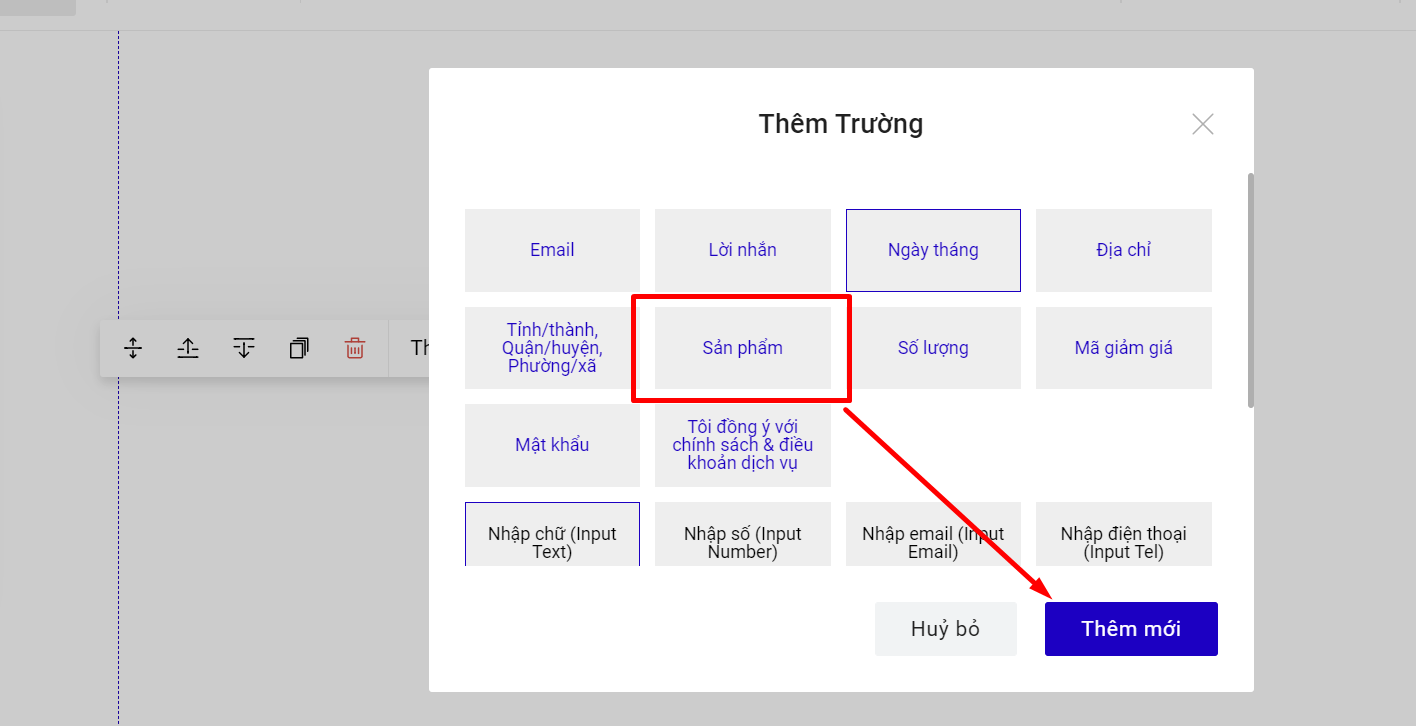 Thêm Trường
Email
Lời nhắn
Ngày tháng
Địa chỉ
Tỉnh/thành,
Quận/huyện,
Phường/xã
Sản phẩm
Số lượng
Mã giảm giá
Th
Mật khẩu
Tôi đồng ý với
chính sách & điều
khoản dịch vụ
Nhập chữ (Input
Text)
Nhập số (Input
Number)
Nhập email (Input
Email)
Nhập điện thoại
(Input Tel)
Huỷ bỏ
Thêm mới